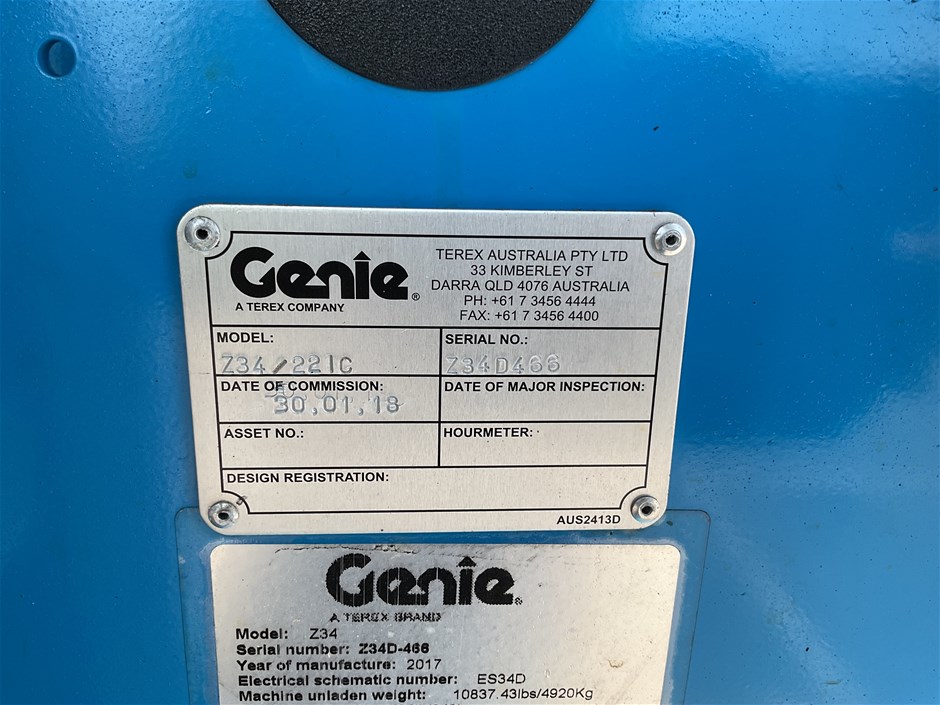 Genie®
A TEREX COMPANY
TEREX AUSTRALIA PTY LTD
33 KIMBERLEY ST
DARRA QLD 4076 AUSTRALIA
PH: +61 7 3456 4444
FAX: +61 7 3456 4400
MODEL:
Z34/22IC
SERIAL NO.:
Z34D466
DATE OF COMMISSION:
30.01.18
DATE OF MAJOR INSPECTION:
ASSET NO.:
HOURMETER:
DESIGN REGISTRATION:
AUS2413D
Genie®
A TEREX BRAND
Model: Z34
Serial number: Z34D-466
Year of manufacture: 2017
Electrical schematic number: ES34D
Machine unladen weight: 10837.43lbs/4920Kg